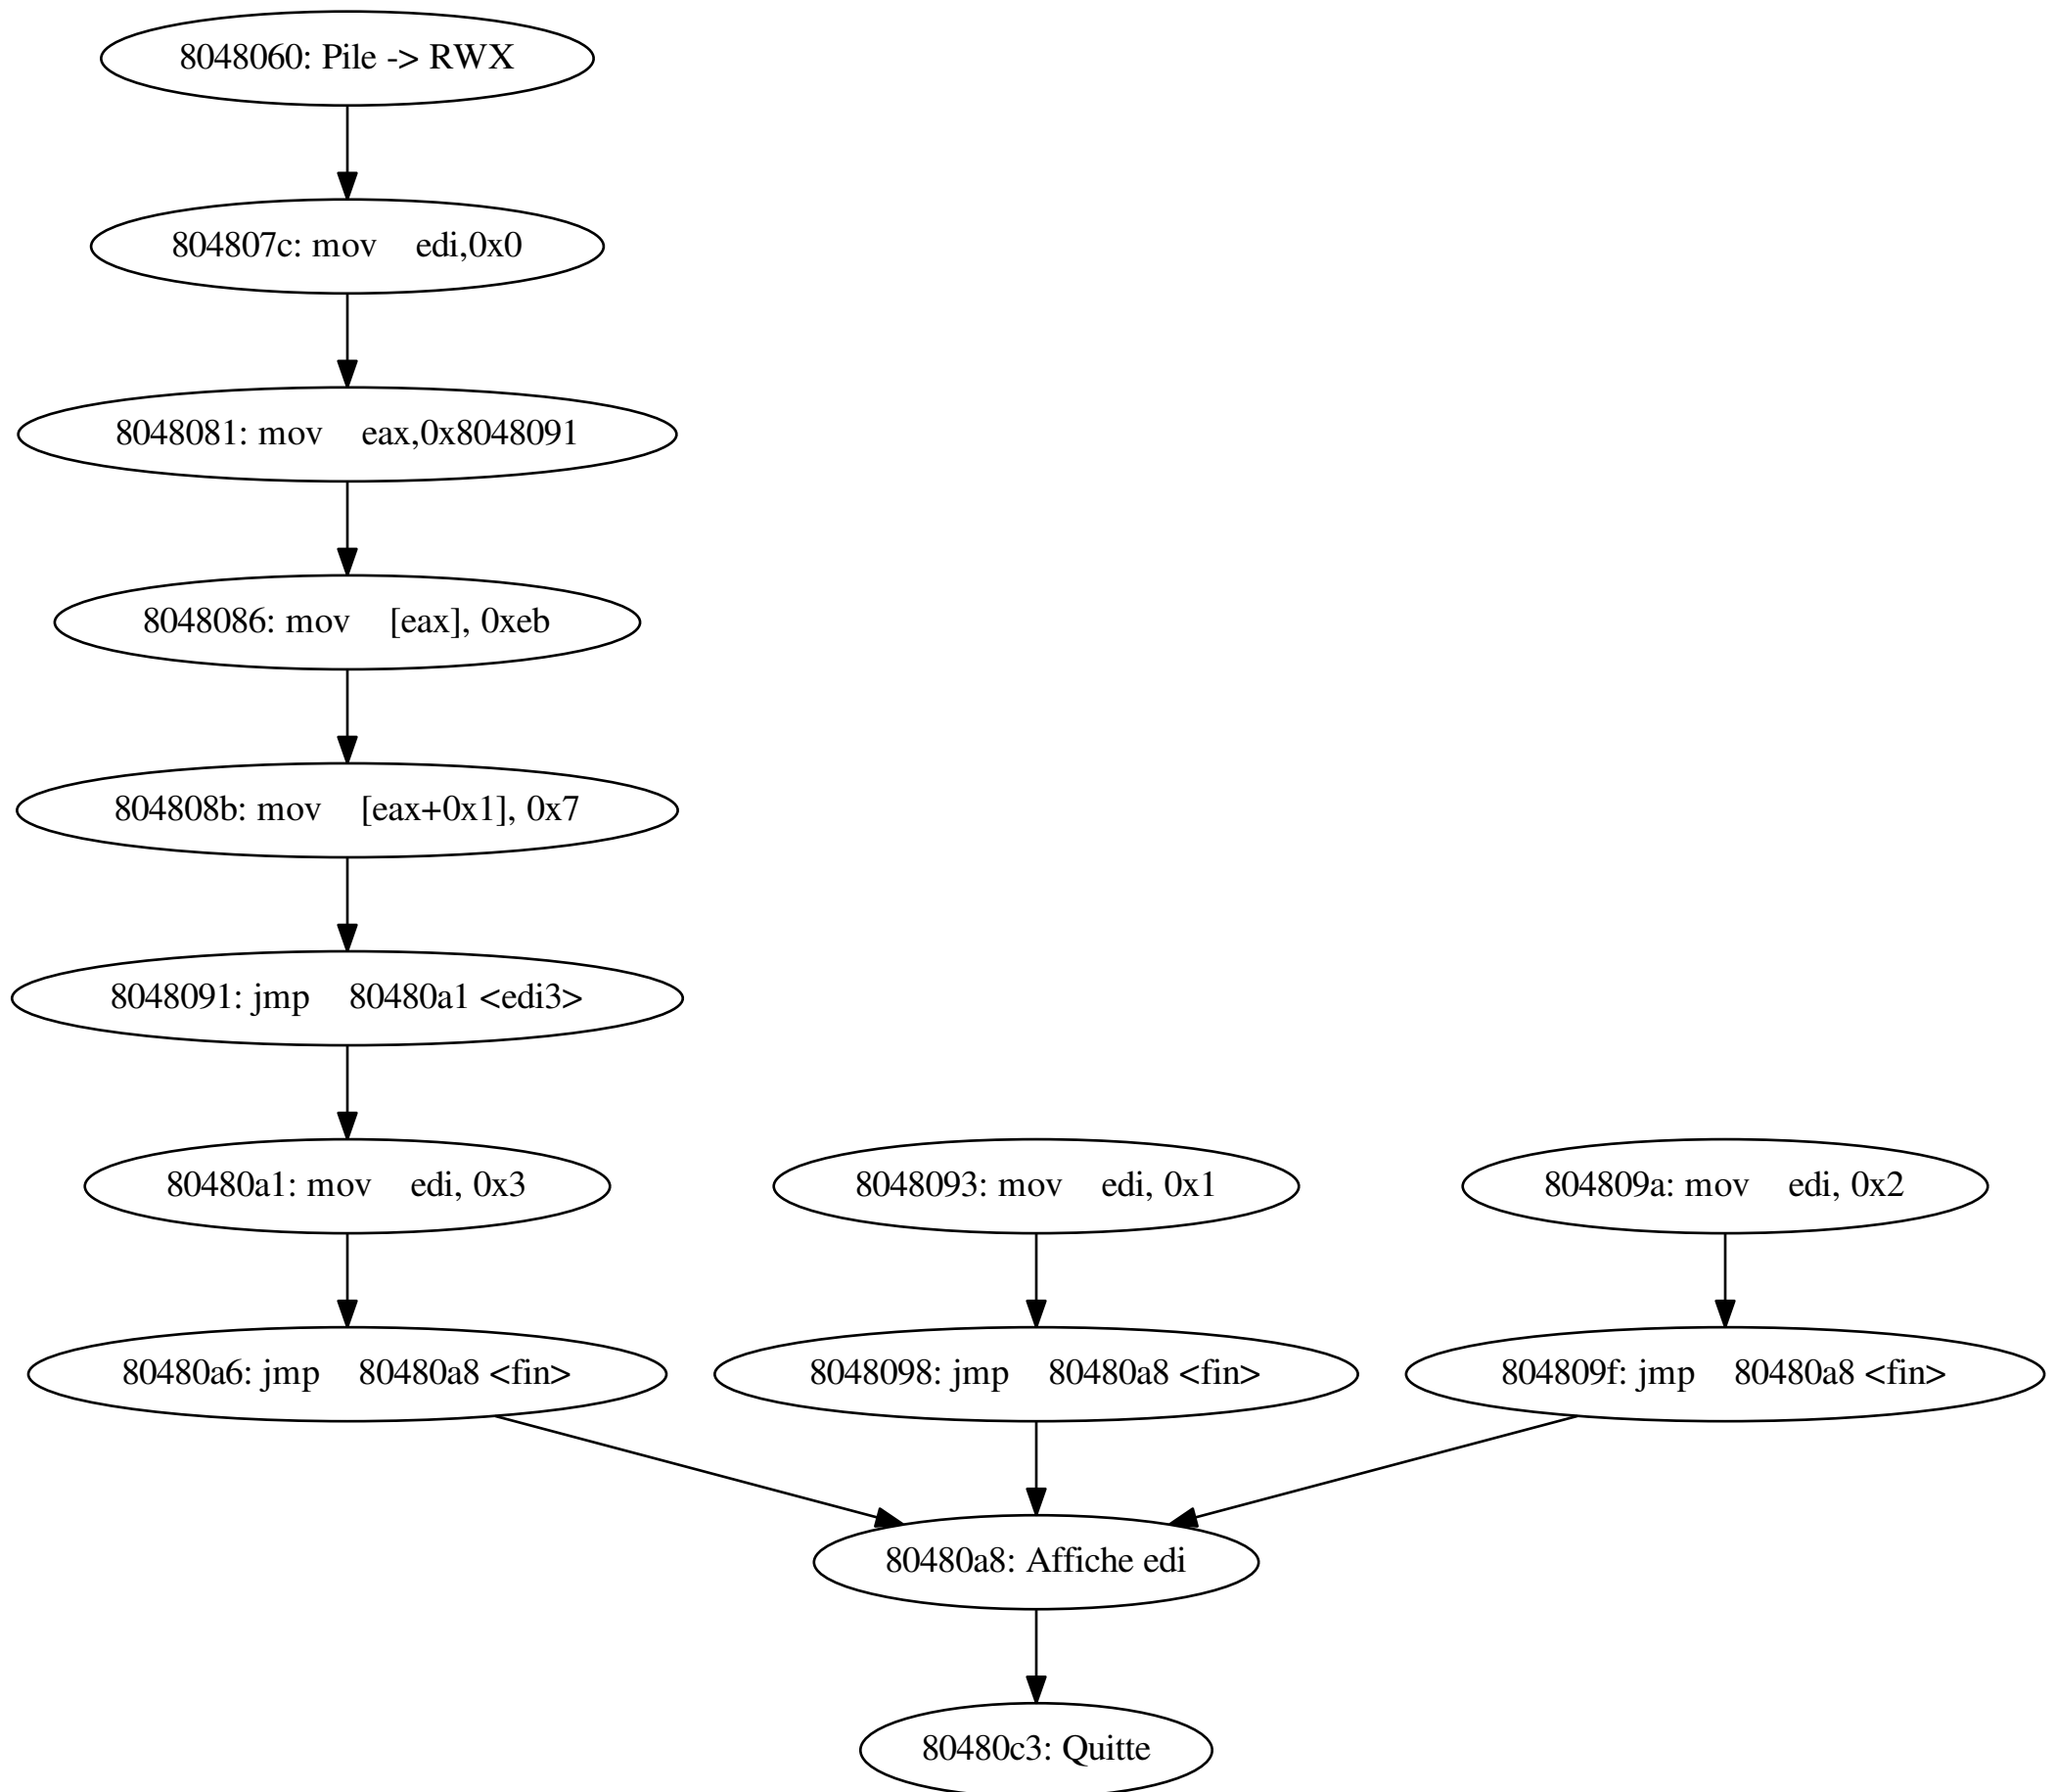 8048060: Pile -> RWX
804807c: mov edi,0x0
8048081: mov eax,0x8048091
8048086: mov [eax], 0xeb
804808b: mov [eax+0x1], 0x7
8048091: jmp 80480a1 <edi3>
80480a1: mov edi, 0x3
8048093: mov edi, 0x1
804809a: mov edi, 0x2
80480a6: jmp 80480a8 <fin>
8048098: jmp 80480a8 <fin>
804809f: jmp 80480a8 <fin>
80480a8: Affiche edi
80480c3: Quitte